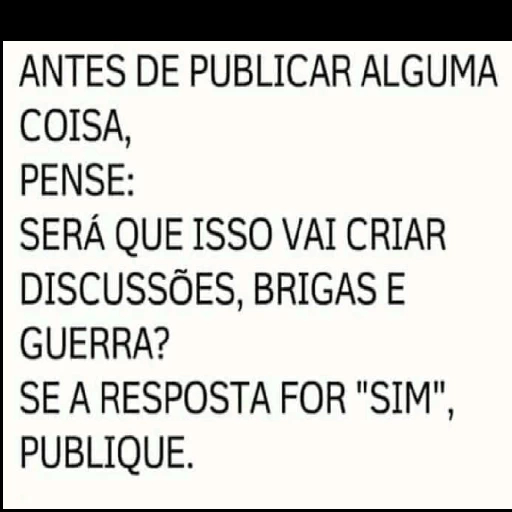 ANTES DE PUBLICAR ALGUMA
COISA,
PENSE:
SERÁ QUE ISSO VAI CRIAR
DISCUSSÕES, BRIGAS E
GUERRA?
SE A RESPOSTA FOR "SIM",
PUBLIQUE.